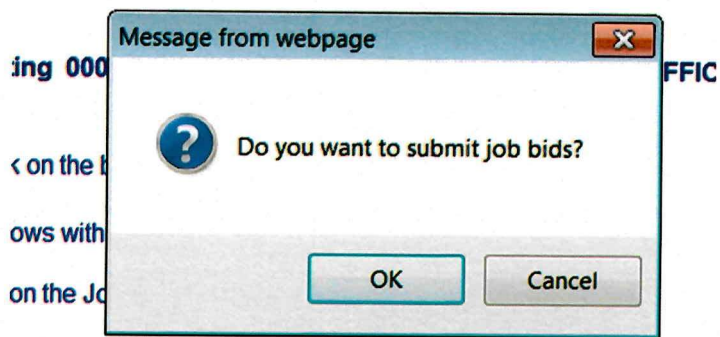 Message from webpage
ing 000
FFIC
Do you want to submit job bids?
on the
ows with
OK
Cancel
on the